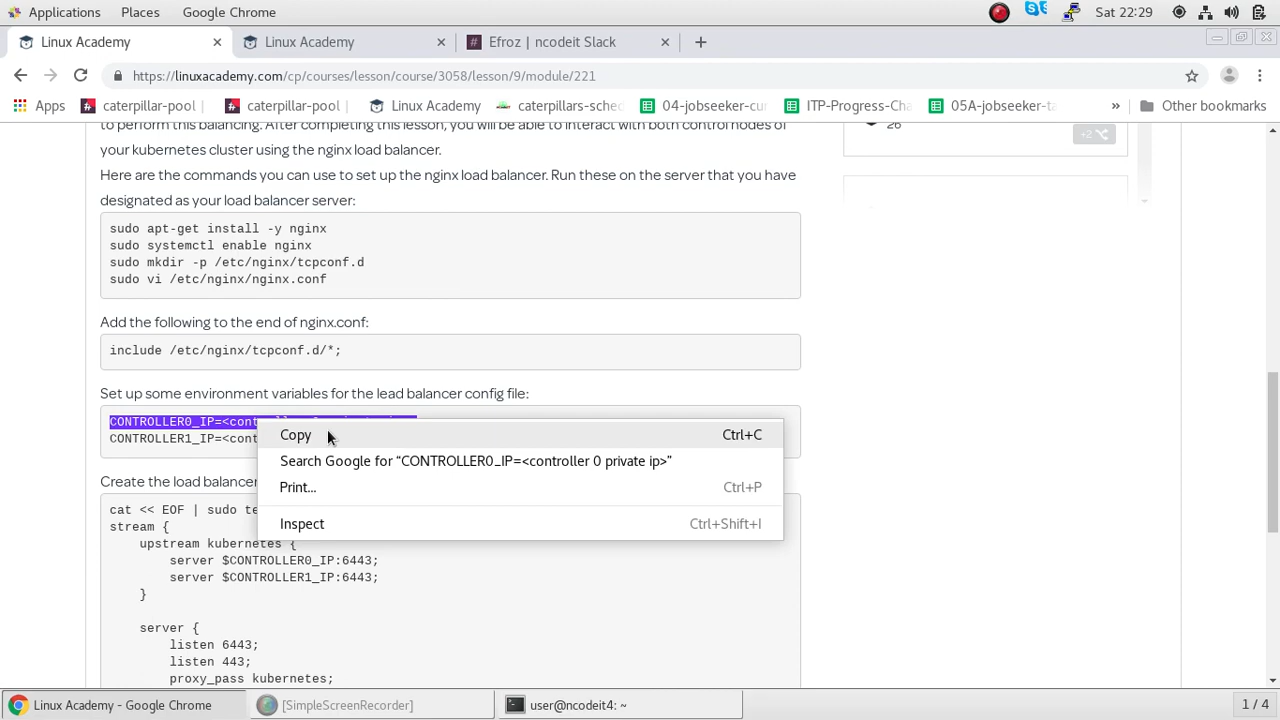 Applications Places Google Chrome Sat 22:29
Linux Academy Linux Academy Efroz | ncodeit Slack
https://linuxacademy.com/cp/courses/lesson/course/3058/lesson/9/module/221
Apps caterpillar-pool caterpillar-pool Linux Academy caterpillars-sche 04-jobseeker-cur ITP-Progress-Cha 05A-jobseeker-ta » Other bookmarks
to perform this balancing. After completing this lesson, you will be able to interact with both control nodes of
your kubernetes cluster using the nginx load balancer.
26
+2
Here are the commands you can use to set up the nginx load balancer. Run these on the server that you have
designated as your load balancer server:
sudo apt-get install -y nginx
sudo systemctl enable nginx
sudo mkdir -p /etc/nginx/tcpconf.d
sudo vi /etc/nginx/nginx.conf
Add the following to the end of nginx.conf:
include /etc/nginx/tcpconf.d/*;
Set up some environment variables for the lead balancer config file:
CONTROLLER0_IP=<cont
CONTROLLER1_IP=<cont
Copy Ctrl+C
Search Google for “CONTROLLER0_IP=<controller 0 private ip>”
Print... Ctrl+P
Inspect Ctrl+Shift+I
Create the load balancer
cat << EOF | sudo te
stream {
upstream kubernetes {
server $CONTROLLER0_IP:6443;
server $CONTROLLER1_IP:6443;
}
server {
listen 6443;
listen 443;
proxy_pass kubernetes;
Linux Academy - Google Chrome [SimpleScreenRecorder] user@ncodeit4: ~ 1 / 4